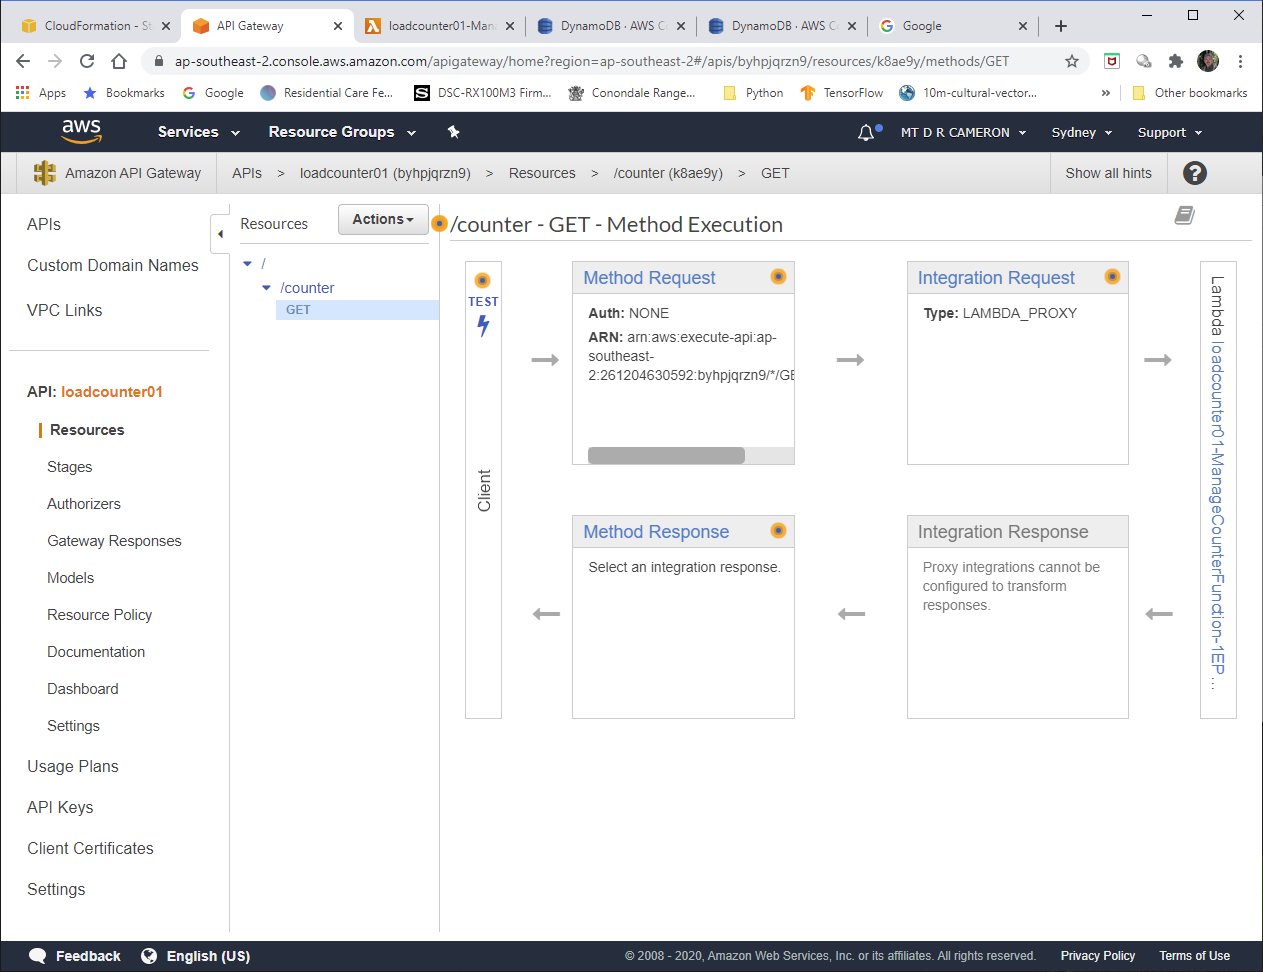 CloudFormation - St
API Gateway
loadcounter01-Mana
DynamoDB · AWS Co
DynamoDB · AWS Co
Google
ap-southeast-2.console.aws.amazon.com/apigateway/home?region=ap-southeast-2#/apis/byhpjqrzn9/resources/k8ae9y/methods/GET
Apps
Bookmarks
Google
Residential Care Fe...
DSC-RX100M3 Firm...
Conondale Range...
Python
TensorFlow
10m-cultural-vector...
»
Other bookmarks
aws
Services
Resource Groups
MT D R CAMERON
Sydney
Support
Amazon API Gateway
APIs > loadcounter01 (byhpjqrzn9) > Resources > /counter (k8ae9y) > GET
Show all hints
?
APIs
Custom Domain Names
VPC Links
API: loadcounter01
Resources
Stages
Authorizers
Gateway Responses
Models
Resource Policy
Documentation
Dashboard
Settings
Usage Plans
API Keys
Client Certificates
Settings
Resources
Actions
/
/counter
GET
/counter - GET - Method Execution
TEST
Client
Method Request
Auth: NONE
ARN: arn:aws:execute-api:ap-
southeast-
2:261204630592:byhpjqrzn9/*/GE
Integration Request
Type: LAMBDA_PROXY
Lambda loadcounter01-ManageCounterFunction-1EP...
Method Response
Select an integration response.
Integration Response
Proxy integrations cannot be
configured to transform
responses.
Feedback
English (US)
© 2008 - 2020, Amazon Web Services, Inc. or its affiliates. All rights reserved.
Privacy Policy
Terms of Use